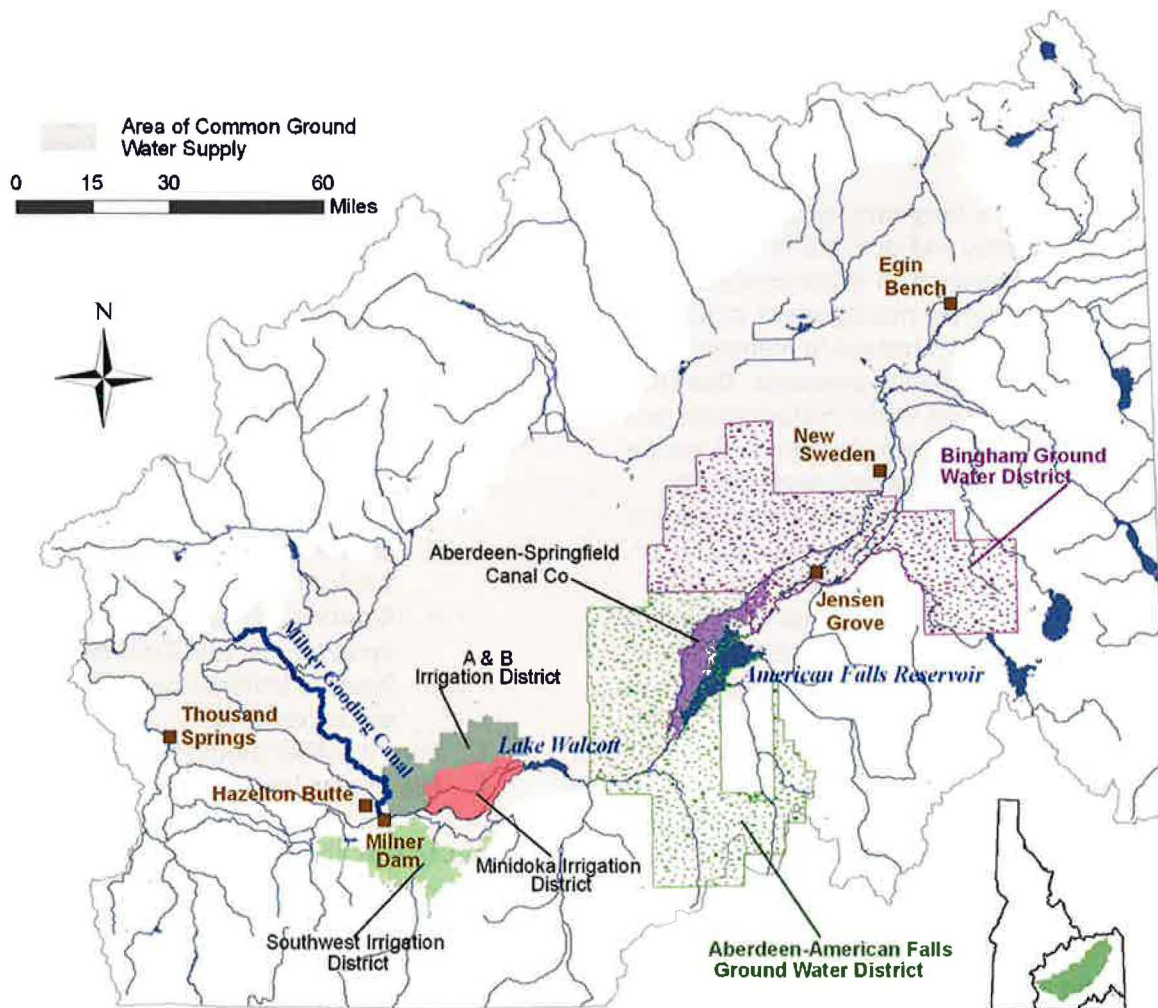 Area of Common Ground
Water Supply
0 15 30 60
Miles
N
Egin
Bench
New
Sweden
Bingham Ground
Water District
Aberdeen-Springfield
Canal Co
Jensen
Grove
American Falls Reservoir
A & B
Irrigation District
Milner Gooding Canal
Thousand
Springs
Lake Walcott
Hazelton Butte
Milner
Dam
Minidoka Irrigation
District
Southwest Irrigation
District
Aberdeen-American Falls
Ground Water District